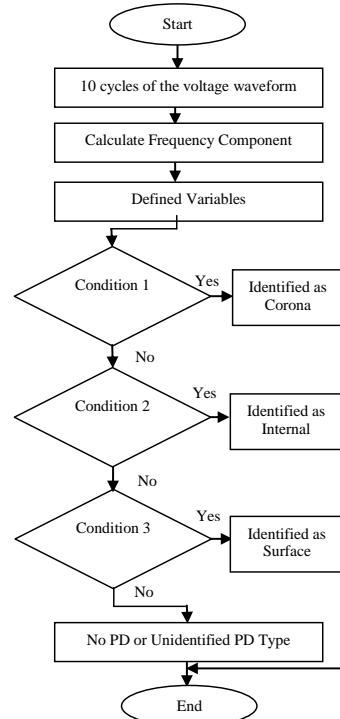 Start
10 cycles of the voltage waveform
Calculate Frequency Component
Defined Variables
Condition 1
Yes
Identified as
Corona
No
Condition 2
Yes
Identified as
Internal
No
Condition 3
Yes
Identified as
Surface
No
No PD or Unidentified PD Type
End